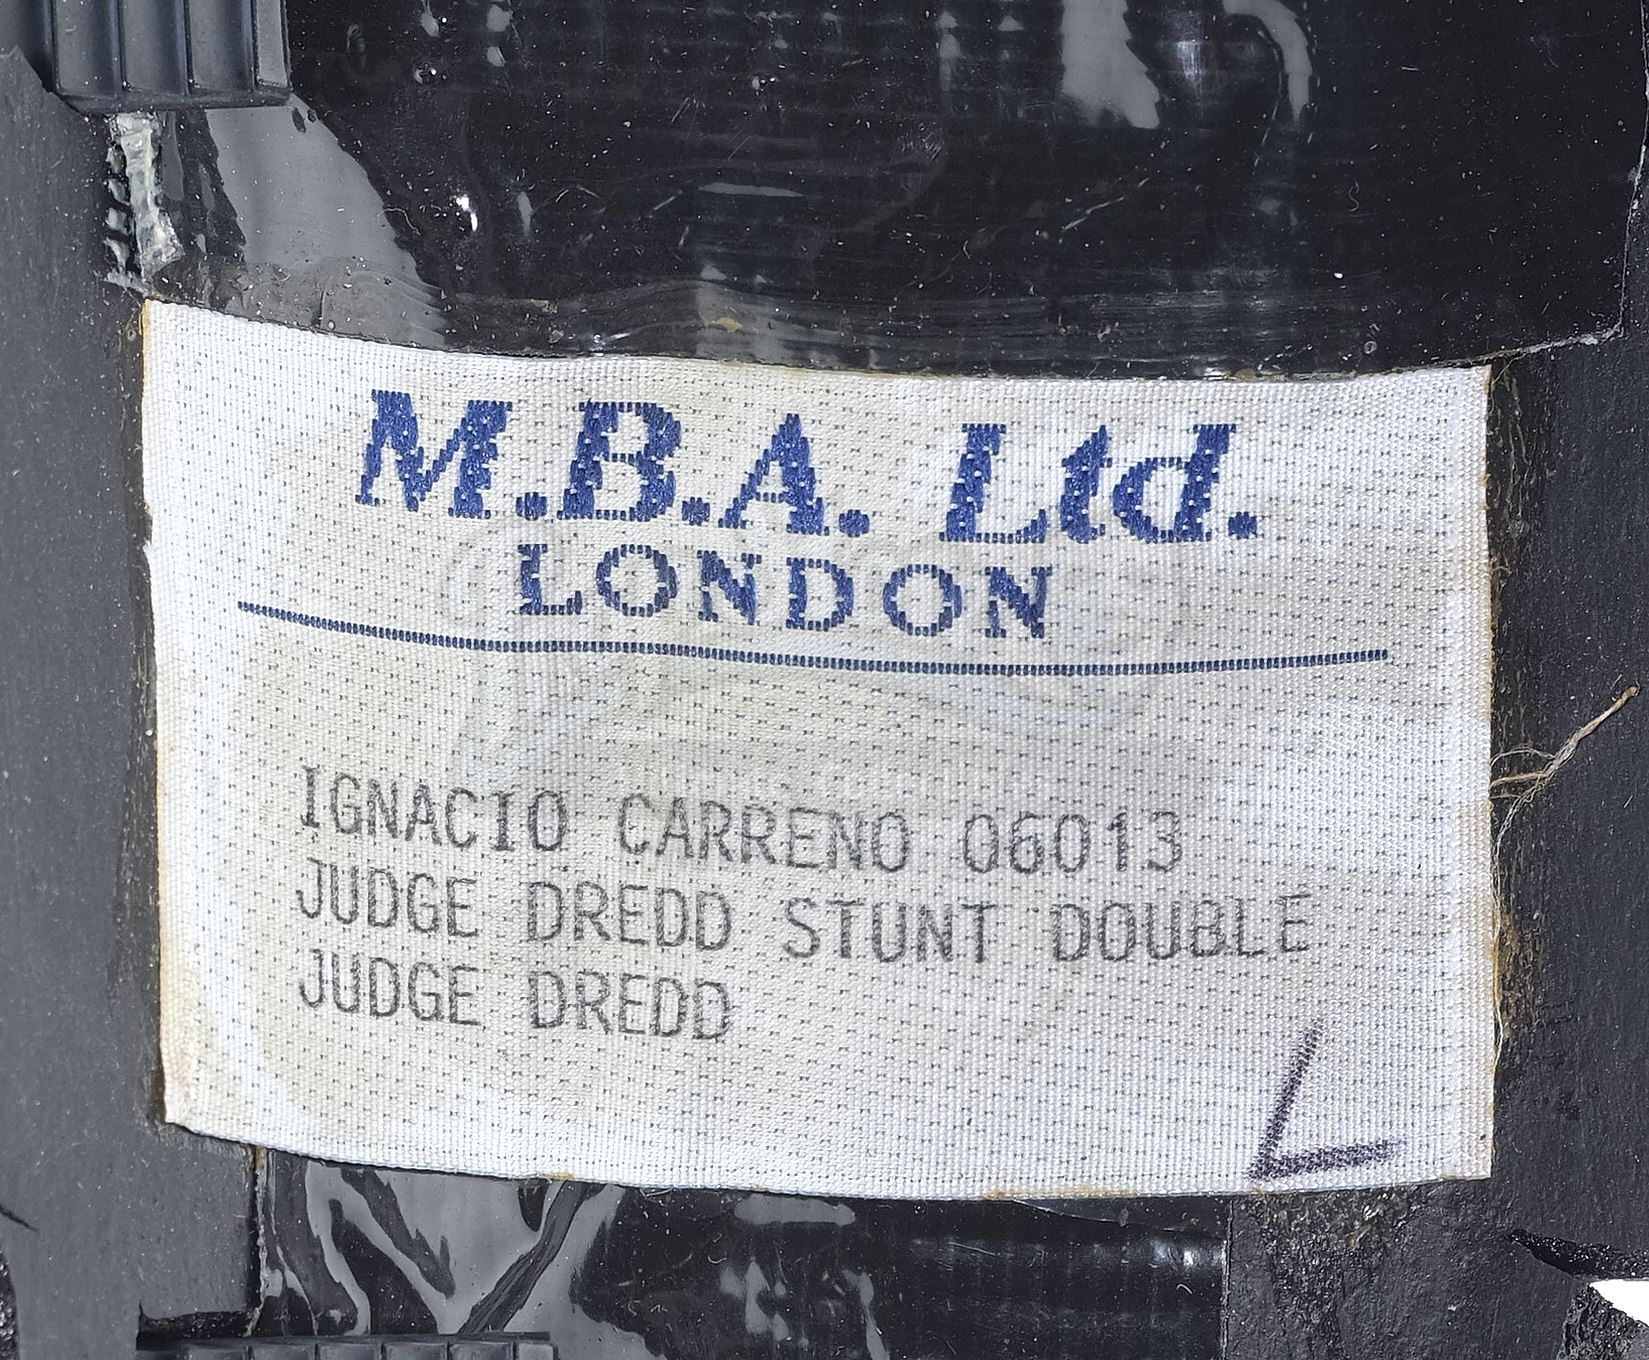 M.B.A. Ltd.
LONDON
IGNACIO CARRENO 06013
JUDGE DREDD STUNT DOUBLE
JUDGE DREDD
L